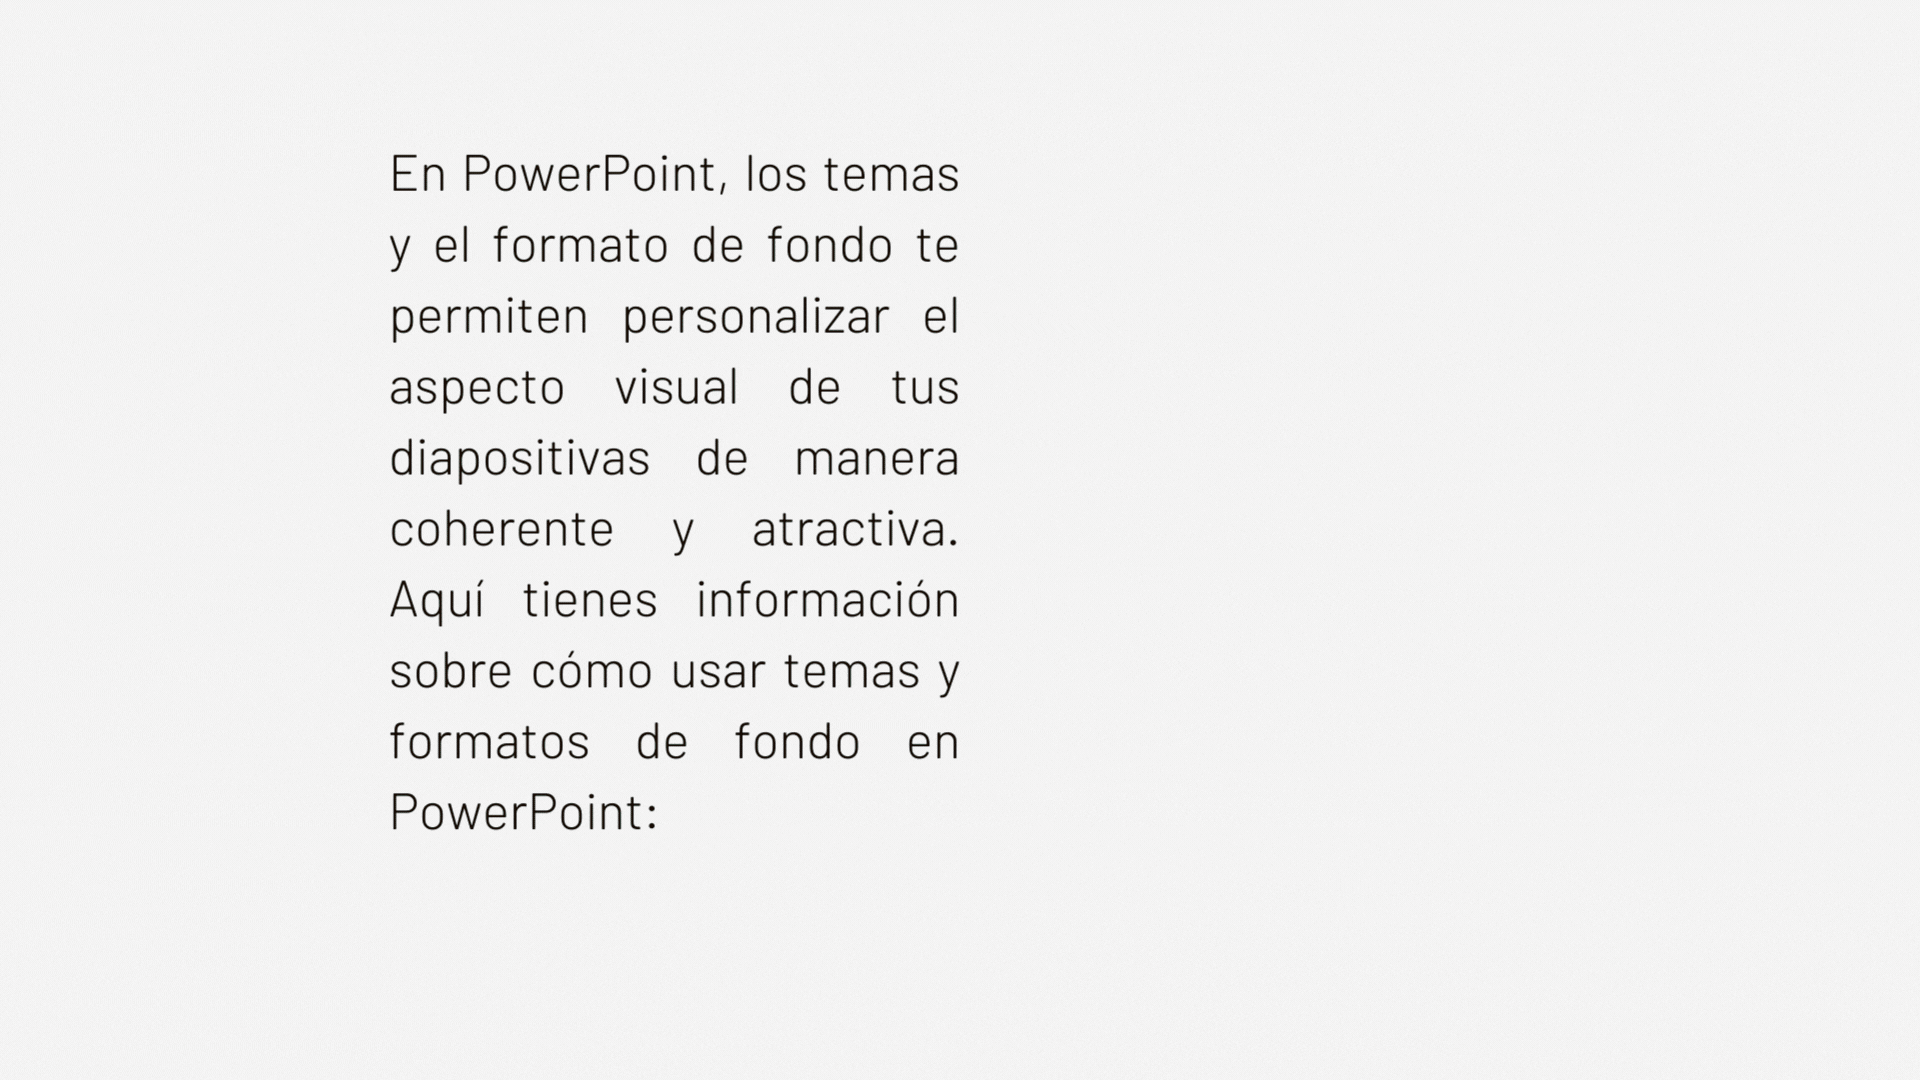 En PowerPoint, los temas
y el formato de fondo te
permiten personalizar el
aspecto visual de tus
diapositivas de manera
coherente y atractiva.
Aquí tienes información
sobre cómo usar temas y
formatos de fondo en
PowerPoint: